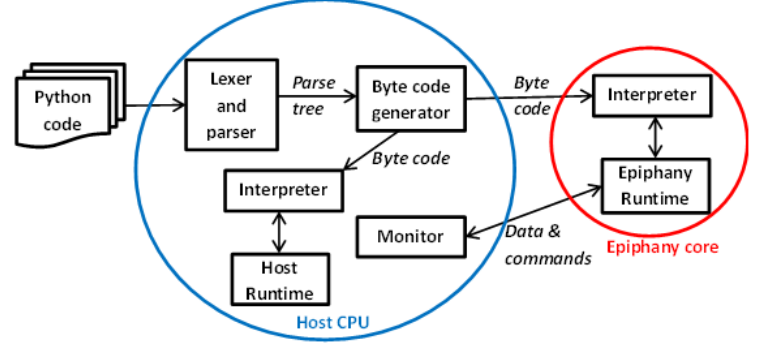 Python
code
Lexer
and
parser
Parse
tree
Byte code
generator
Byte
code
Interpreter
Byte code
Interpreter
Epiphany
Runtime
Monitor
Data &
commands
Epiphany core
Host
Runtime
Host CPU